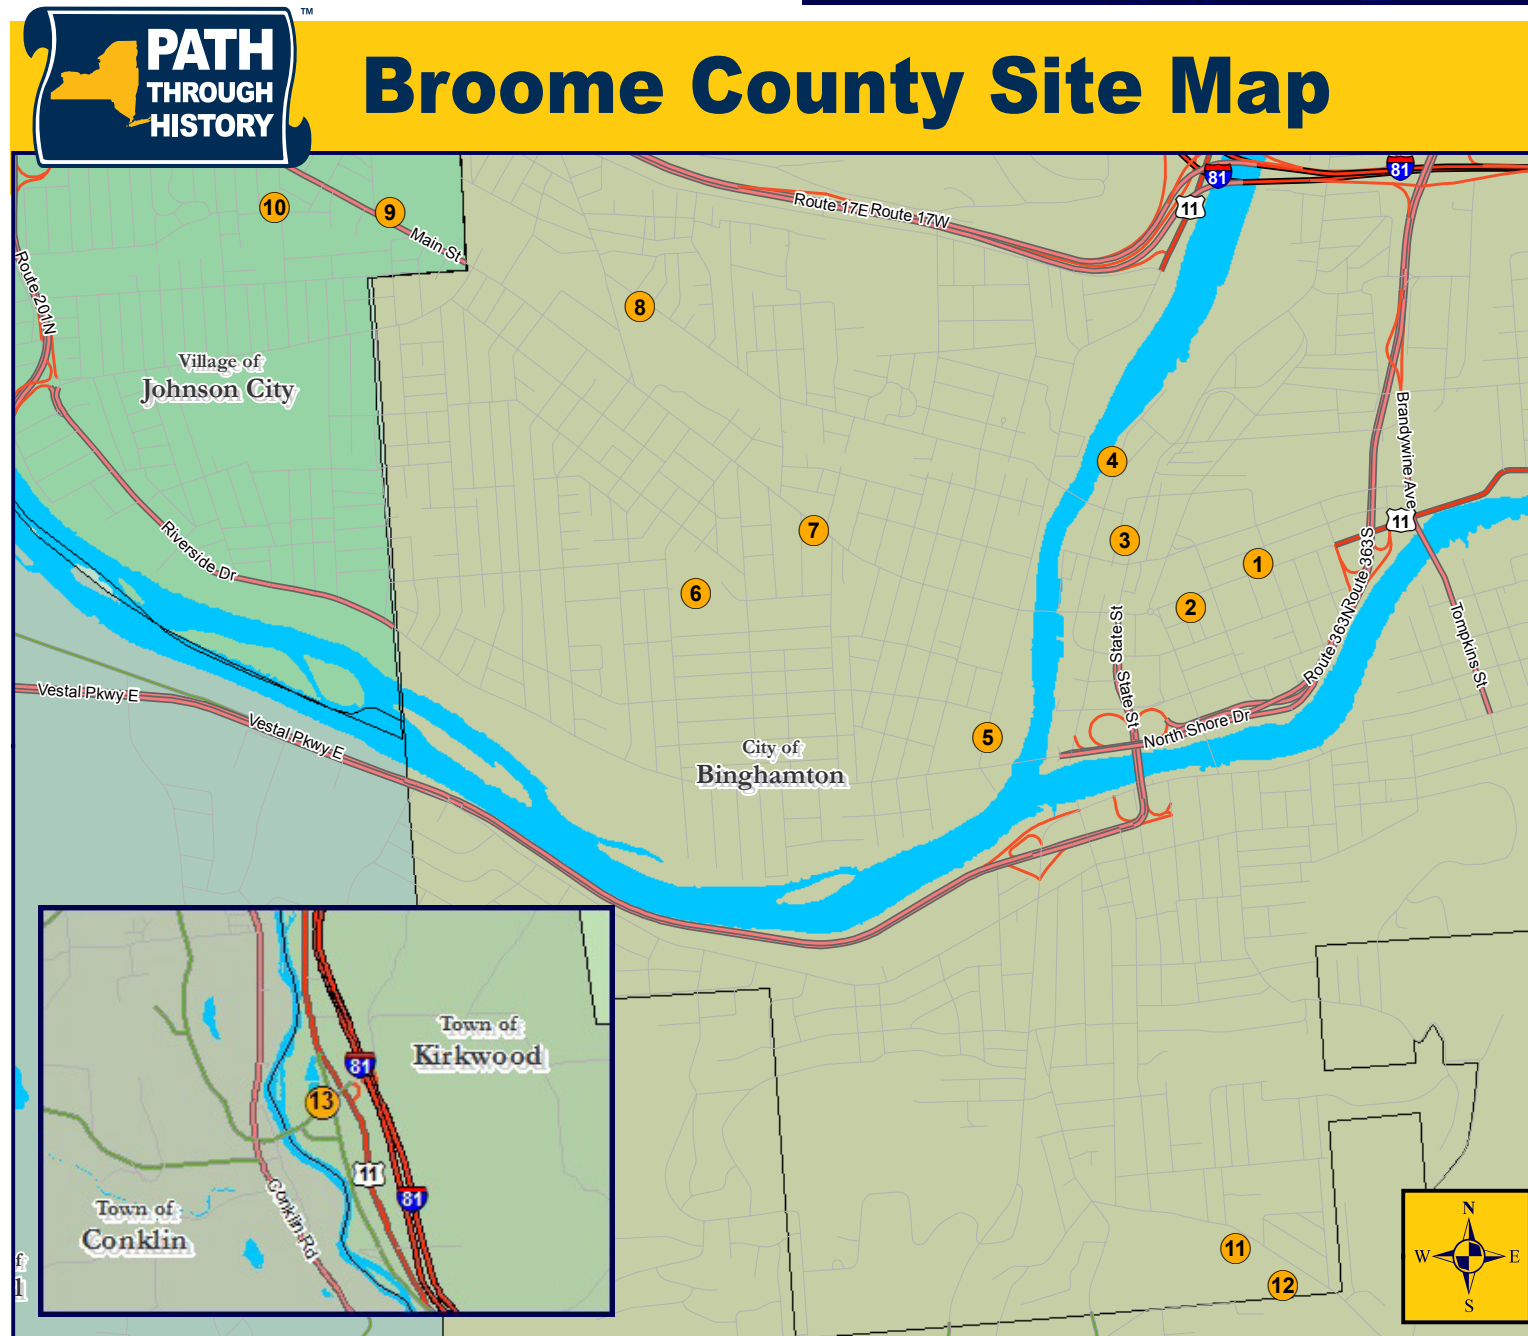 PATH
THROUGH
HISTORY
™
Broome County Site Map
81
81
11
10
9
Main St
Route 17E
Route 17W
Route 201N
8
Village of
Johnson City
Brandywine Ave
4
11
7
3
1
Riverside Dr
6
2
Route 363S
Route 363N
State St
State St
Tompkins St
Vestal Pkwy E
Vestal Pkwy E
5
North Shore Dr
City of
Binghamton
Town of
Kirkwood
81
13
11
81
Town of
Conklin
Conklin Rd
f
l
11
12
N
W
E
S